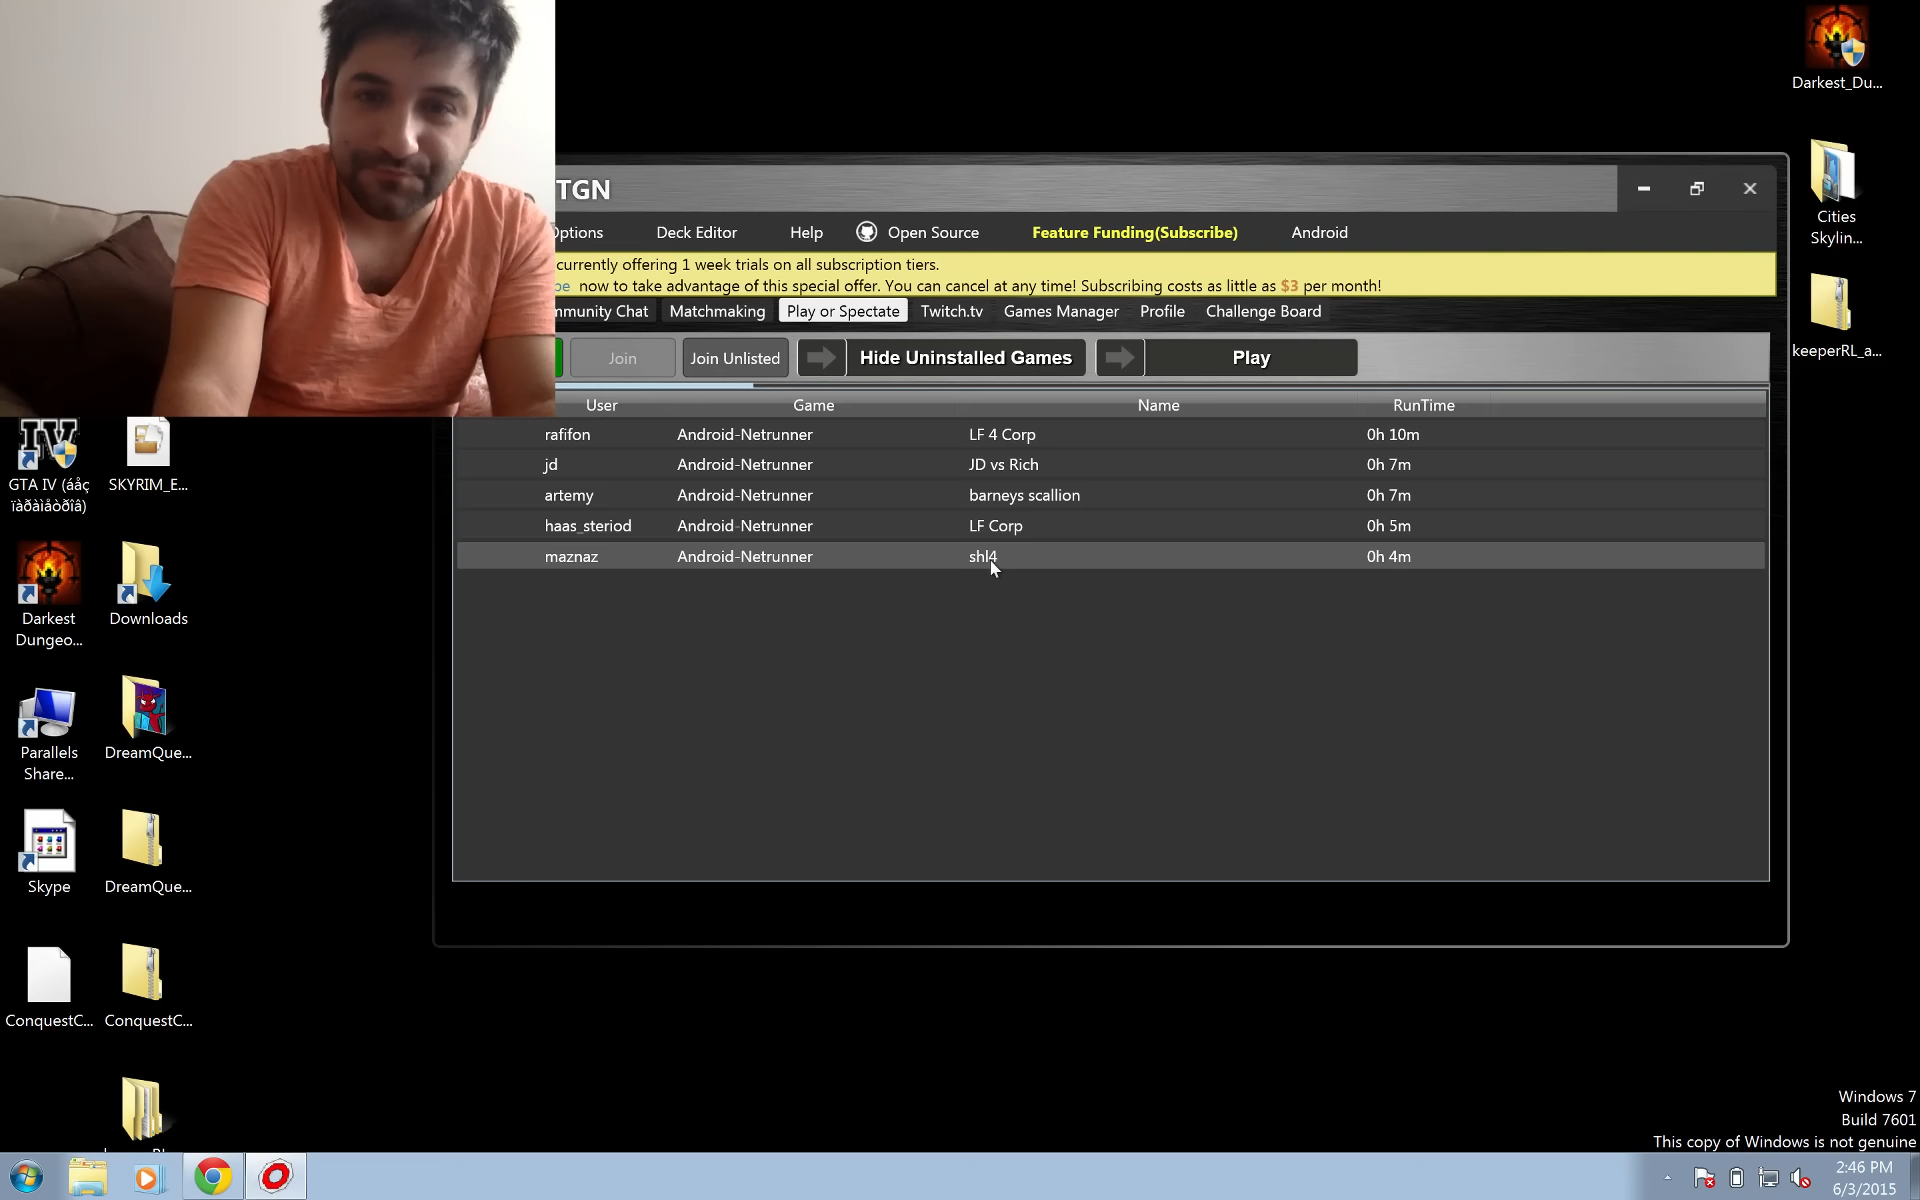 Darkest_Du...
TGN
Options
Deck Editor
Help
Open Source
Feature Funding(Subscribe)
Android
currently offering 1 week trials on all subscription tiers.
be now to take advantage of this special offer. You can cancel at any time! Subscribing costs as little as $3 per month!
mmunity Chat
Matchmaking
Play or Spectate
Twitch.tv
Games Manager
Profile
Challenge Board
Join
Join Unlisted
Hide Uninstalled Games
Play
User
Game
Name
RunTime
rafifon Android-Netrunner LF 4 Corp 0h 10m
jd Android-Netrunner JD vs Rich 0h 7m
artemy Android-Netrunner barneys scallion 0h 7m
haas_steriod Android-Netrunner LF Corp 0h 5m
maznaz Android-Netrunner shl4 0h 4m
Cities
Skylin...
keeperRL_a...
IV
GTA IV (áåç
ïàðàìåòðîâ)
SKYRIM_E...
Darkest
Dungeo...
Downloads
Parallels
Share...
DreamQue...
Skype
DreamQue...
ConquestC...
ConquestC...
Windows 7
Build 7601
This copy of Windows is not genuine
2:46 PM
6/3/2015